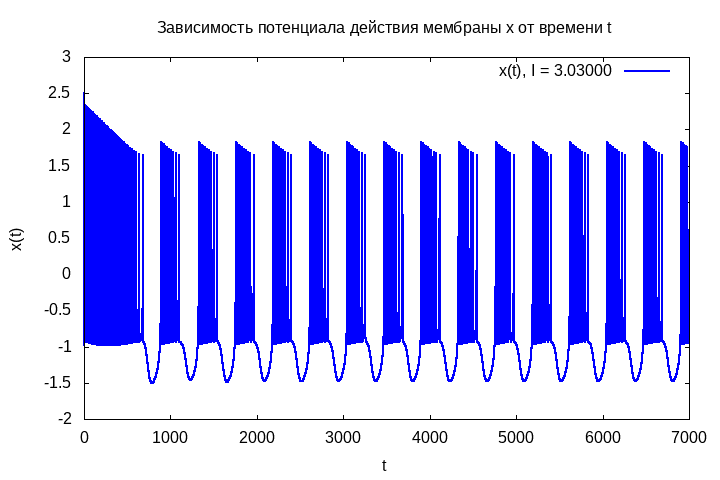 Зависимость потенциала действия мембраны x от времени t
x(t), I = 3.03000
3
2.5
2
1.5
1
0.5
0
-0.5
-1
-1.5
-2
x(t)
0 1000 2000 3000 4000 5000 6000 7000
t